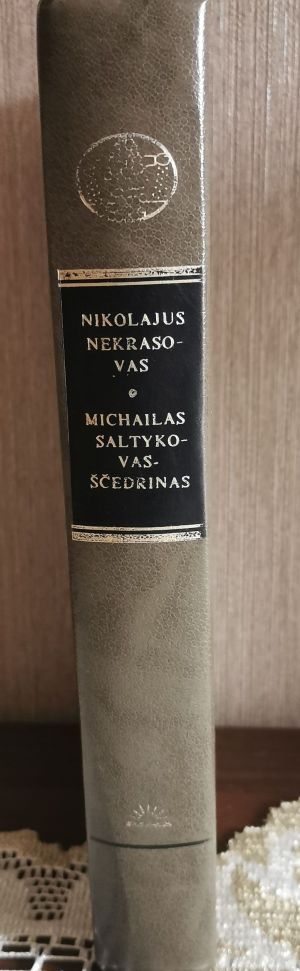 NIKOLAJUS
NEKRASO-
VAS
MICHAILAS
SALTYKO-
VAS-
ŠČEDRINAS